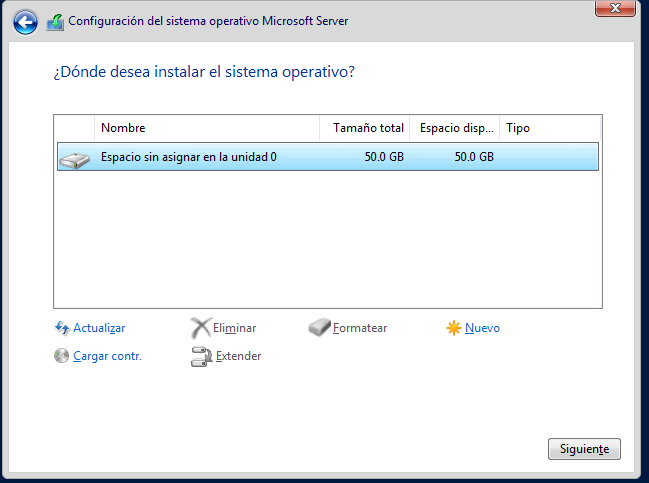 Configuración del sistema operativo Microsoft Server
¿Dónde desea instalar el sistema operativo?
Nombre Tamaño total Espacio disp... Tipo
Espacio sin asignar en la unidad 0 50.0 GB 50.0 GB
Actualizar Eliminar Formatear Nuevo
Cargar contr. Extender
Siguiente